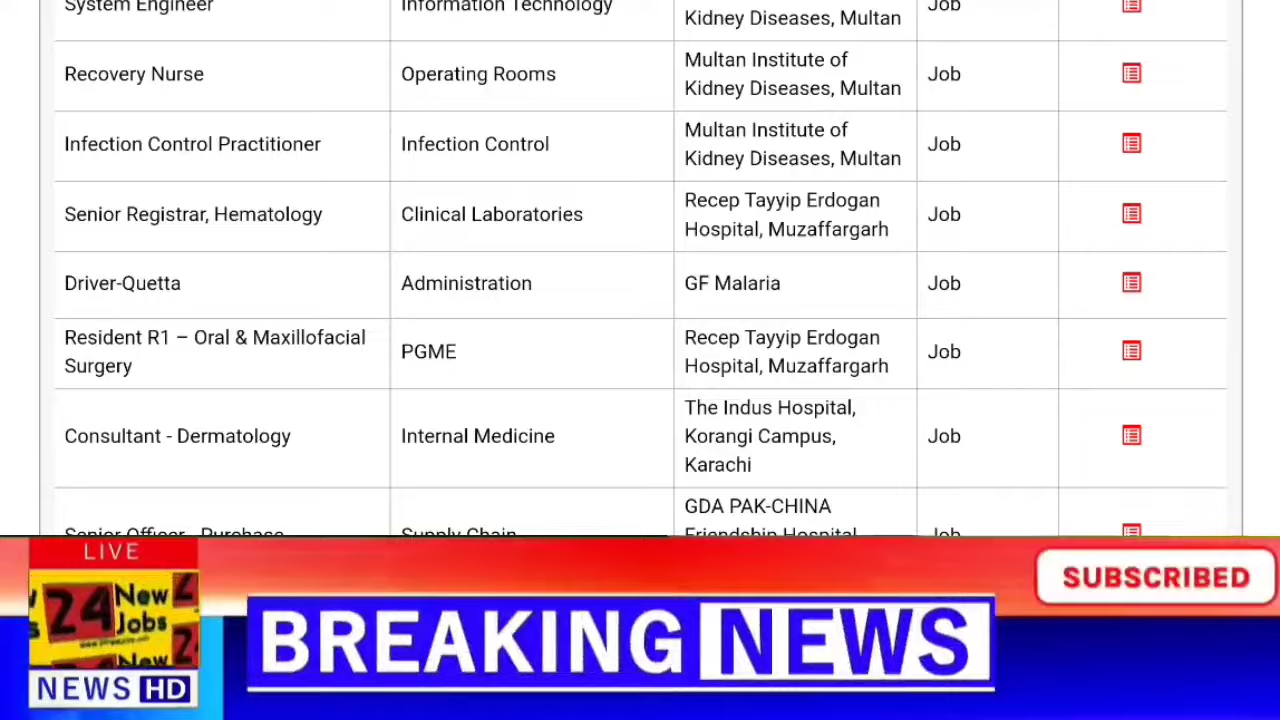 System Engineer
Information Technology
Kidney Diseases, Multan
Job
Recovery Nurse
Operating Rooms
Multan Institute of
Kidney Diseases, Multan
Job
Infection Control Practitioner
Infection Control
Multan Institute of
Kidney Diseases, Multan
Job
Senior Registrar, Hematology
Clinical Laboratories
Recep Tayyip Erdogan
Hospital, Muzaffargarh
Job
Driver-Quetta
Administration
GF Malaria
Job
Resident R1 – Oral & Maxillofacial
Surgery
PGME
Recep Tayyip Erdogan
Hospital, Muzaffargarh
Job
Consultant - Dermatology
Internal Medicine
The Indus Hospital,
Korangi Campus,
Karachi
Job
Senior Officer - Purchase
Supply Chain
GDA PAK-CHINA
Friendship Hospital
Job
LIVE
24 New
Jobs
New
NEWS HD
BREAKING NEWS
SUBSCRIBED